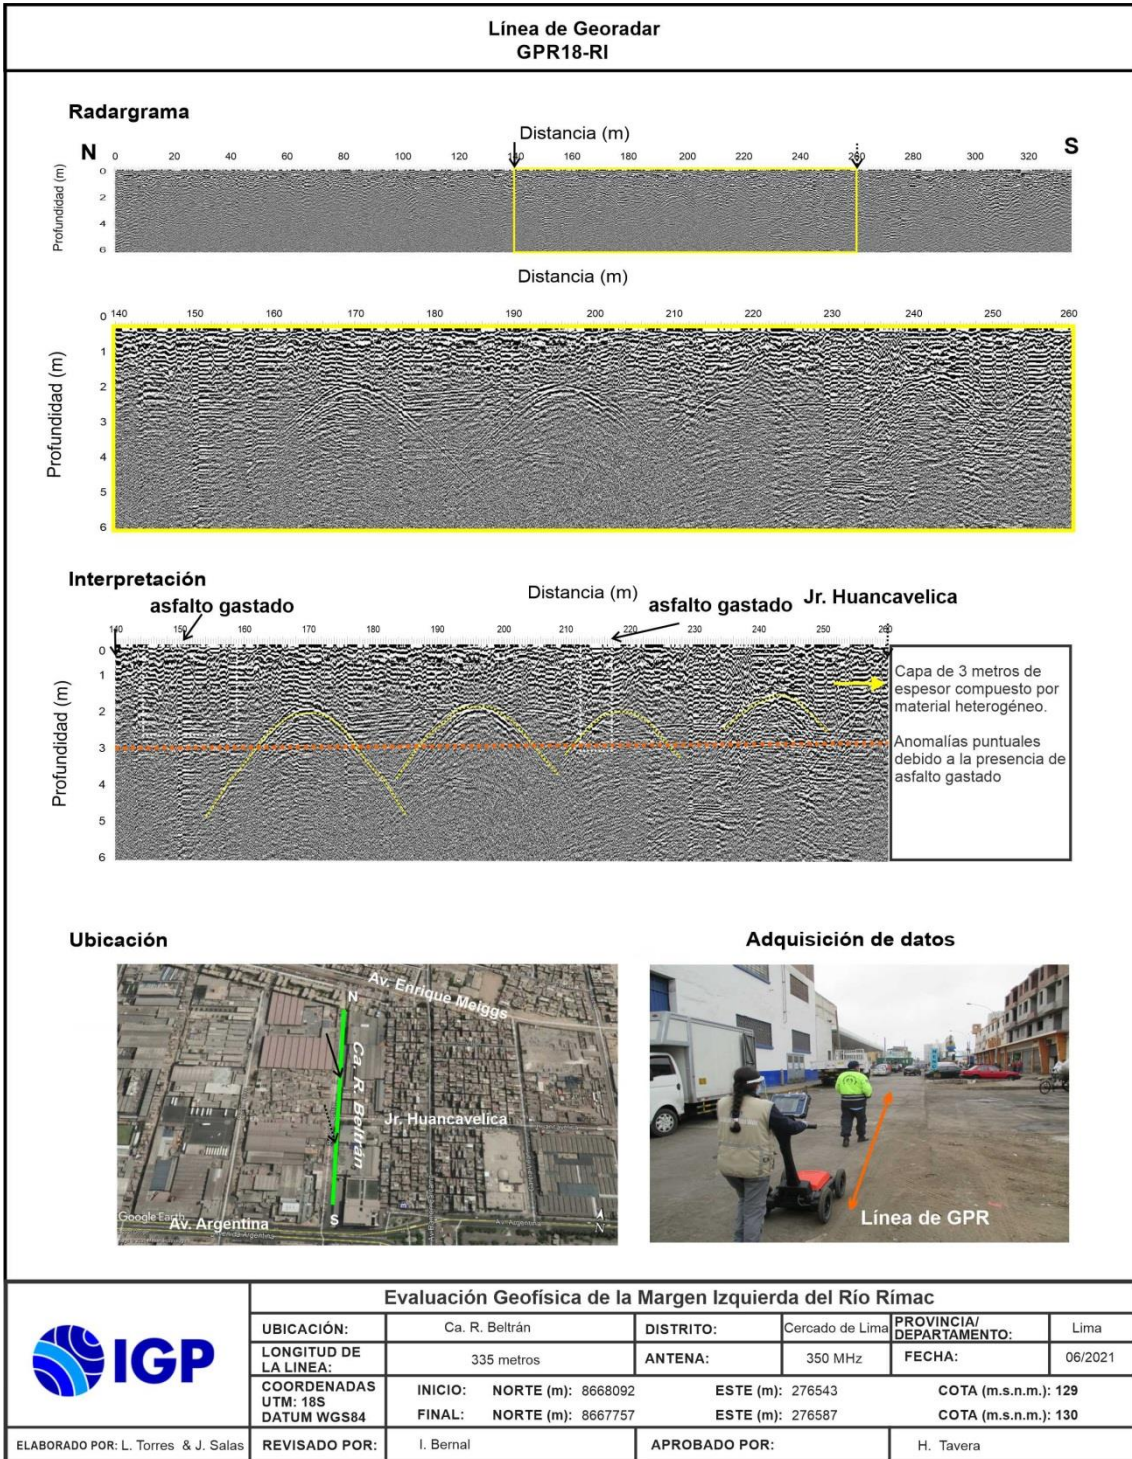 Línea de Georadar
GPR18-RI
Radargrama
Distancia (m)
N
0 20 40 60 80 100 120 140 160 180 200 220 240 260 280 300 320
S
Profundidad (m)
0
2
4
6
Distancia (m)
140 150 160 170 180 190 200 210 220 230 240 250 260
Profundidad (m)
0
1
2
3
4
5
6
Interpretación
Distancia (m)
asfalto gastado
asfalto gastado
Jr. Huancavelica
140 150 160 170 180 190 200 210 220 230 240 250 260
Profundidad (m)
0
1
2
3
4
5
6
Capa de 3 metros de
espesor compuesto por
material heterogéneo.
Anomalías puntuales
debido a la presencia de
asfalto gastado
Ubicación
N
Av. Enrique Meiggs
Ca. R. Beltrán
Jr. Huancavelica
Google Earth
Av. Argentina
S
N
Adquisición de datos
Línea de GPR
IGP
Evaluación Geofísica de la Margen Izquierda del Río Rímac
UBICACIÓN: Ca. R. Beltrán DISTRITO: Cercado de Lima PROVINCIA/ DEPARTAMENTO: Lima
LONGITUD DE LA LINEA: 335 metros ANTENA: 350 MHz FECHA: 06/2021
COORDENADAS
UTM: 18S
DATUM WGS84
INICIO: NORTE (m): 8668092 ESTE (m): 276543 COTA (m.s.n.m.): 129
FINAL: NORTE (m): 8667757 ESTE (m): 276587 COTA (m.s.n.m.): 130
ELABORADO POR: L. Torres & J. Salas REVISADO POR: I. Bernal APROBADO POR: H. Tavera